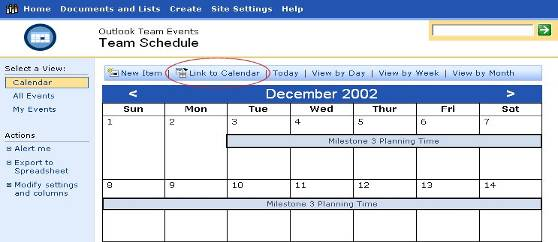 Home Documents and Lists Create Site Settings Help
Outlook Team Events
Team Schedule
Select a View:
Calendar
All Events
My Events
Actions
Alert me
Export to
Spreadsheet
Modify settings
and columns
New Item | Link to Calendar | Today | View by Day | View by Week | View by Month
< December 2002 >
Sun Mon Tue Wed Thur Fri Sat
1 2 3 4 5 6 7
Milestone 3 Planning Time
8 9 10 11 12 13 14
Milestone 3 Planning Time